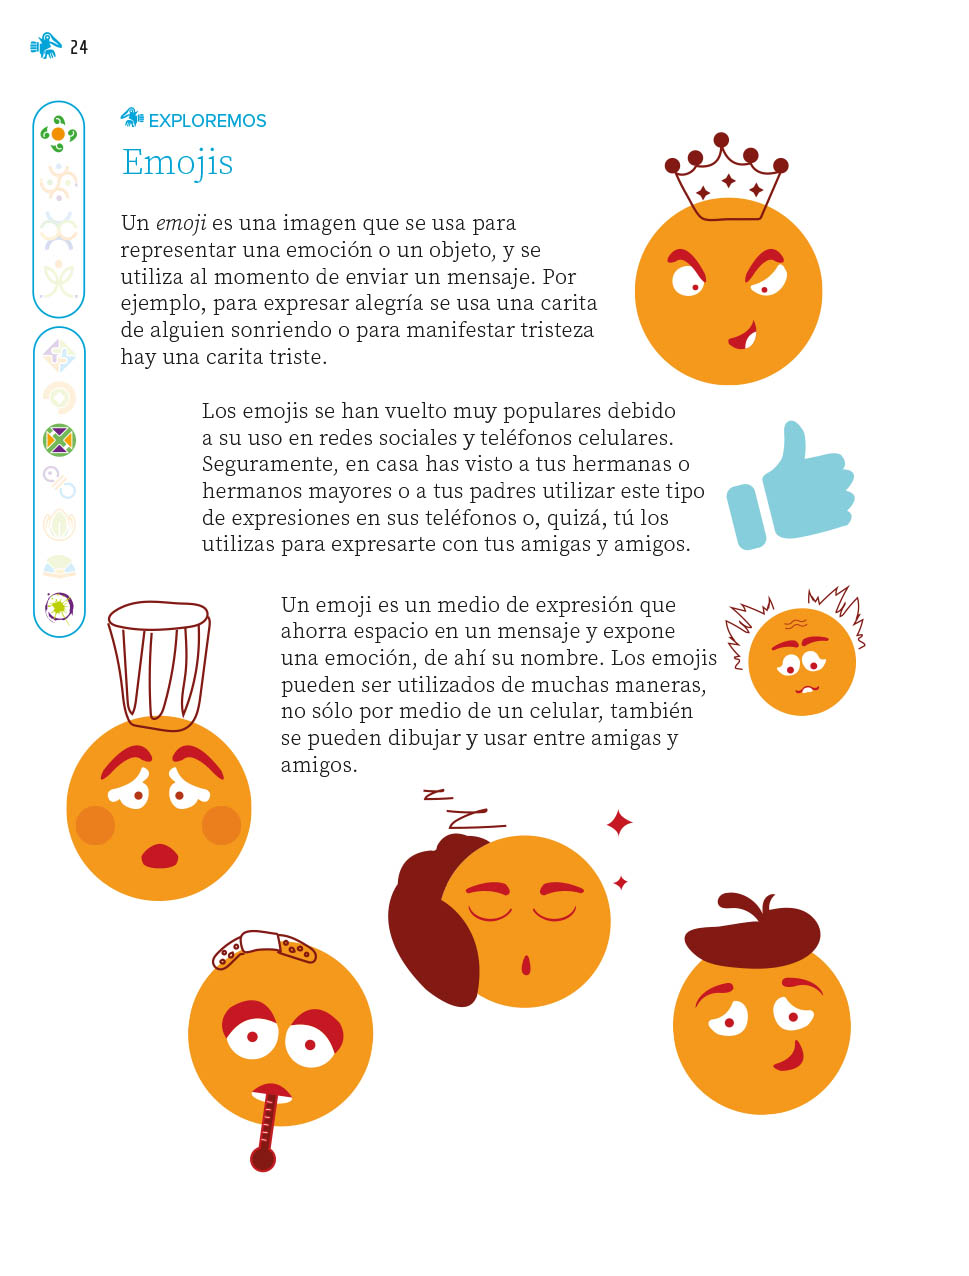 24
EXPLOREMOS
Emojis
Un emoji es una imagen que se usa para
representar una emoción o un objeto, y se
utiliza al momento de enviar un mensaje. Por
ejemplo, para expresar alegría se usa una carita
de alguien sonriendo o para manifestar tristeza
hay una carita triste.
Los emojis se han vuelto muy populares debido
a su uso en redes sociales y teléfonos celulares.
Seguramente, en casa has visto a tus hermanas o
hermanos mayores o a tus padres utilizar este tipo
de expresiones en sus teléfonos o, quizá, tú los
utilizas para expresarte con tus amigas y amigos.
Un emoji es un medio de expresión que
ahorra espacio en un mensaje y expone
una emoción, de ahí su nombre. Los emojis
pueden ser utilizados de muchas maneras,
no sólo por medio de un celular, también
se pueden dibujar y usar entre amigas y
amigos.